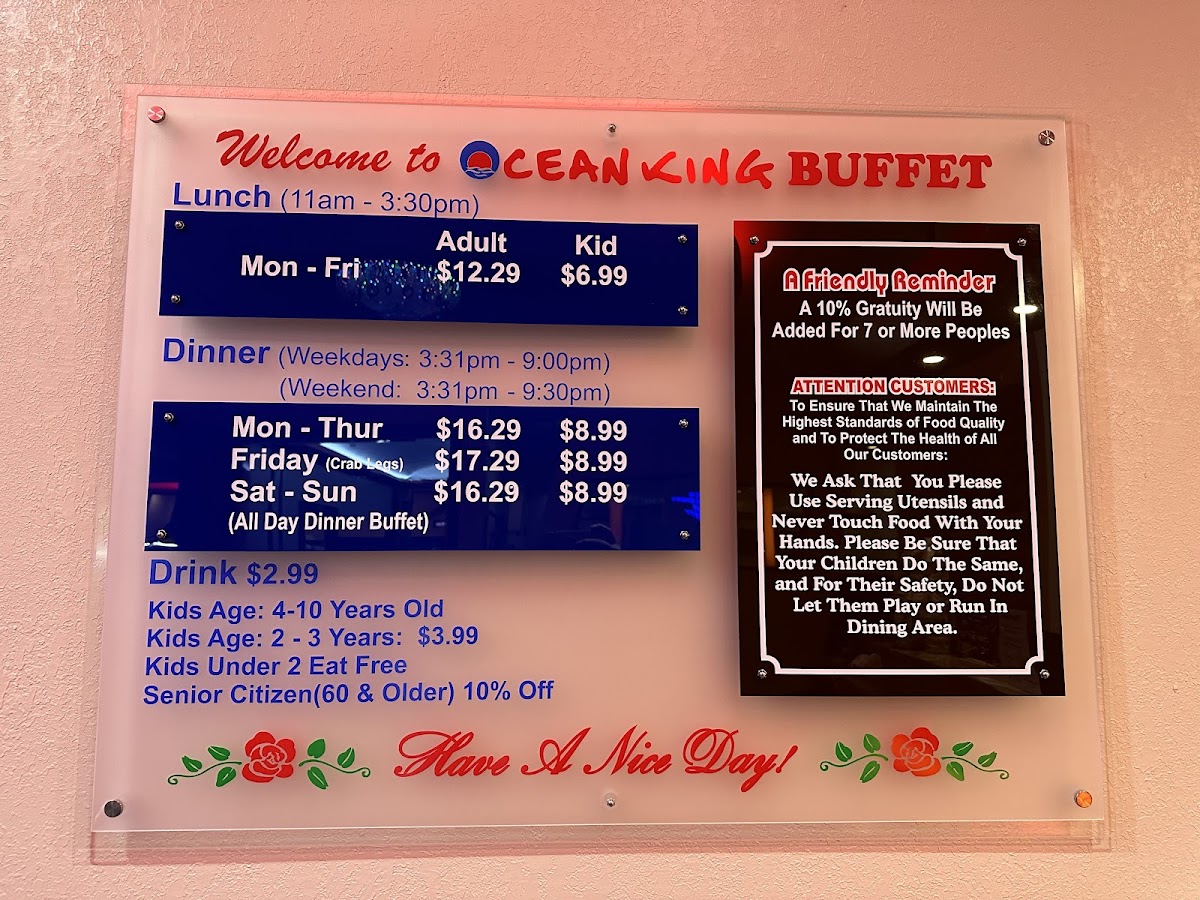 Welcome to OCEAN KING BUFFET
Lunch (11am - 3:30pm)
Adult Kid
Mon - Fri $12.29 $6.99
Dinner (Weekdays: 3:31pm - 9:00pm)
(Weekend: 3:31pm - 9:30pm)
Mon - Thur $16.29 $8.99
Friday (Crab Legs) $17.29 $8.99
Sat - Sun $16.29 $8.99
(All Day Dinner Buffet)
Drink $2.99
Kids Age: 4-10 Years Old
Kids Age: 2 - 3 Years: $3.99
Kids Under 2 Eat Free
Senior Citizen(60 & Older) 10% Off
A Friendly Reminder
A 10% Gratuity Will Be
Added For 7 or More Peoples
ATTENTION CUSTOMERS:
To Ensure That We Maintain The
Highest Standards of Food Quality
and To Protect The Health of All
Our Customers:
We Ask That You Please
Use Serving Utensils and
Never Touch Food With Your
Hands. Please Be Sure That
Your Children Do The Same,
and For Their Safety, Do Not
Let Them Play or Run In
Dining Area.
Have A Nice Day!